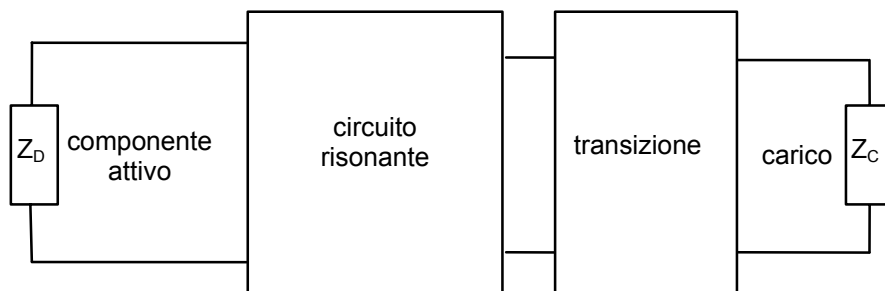 Z_D
componente
attivo
circuito
risonante
transizione
carico
Z_C